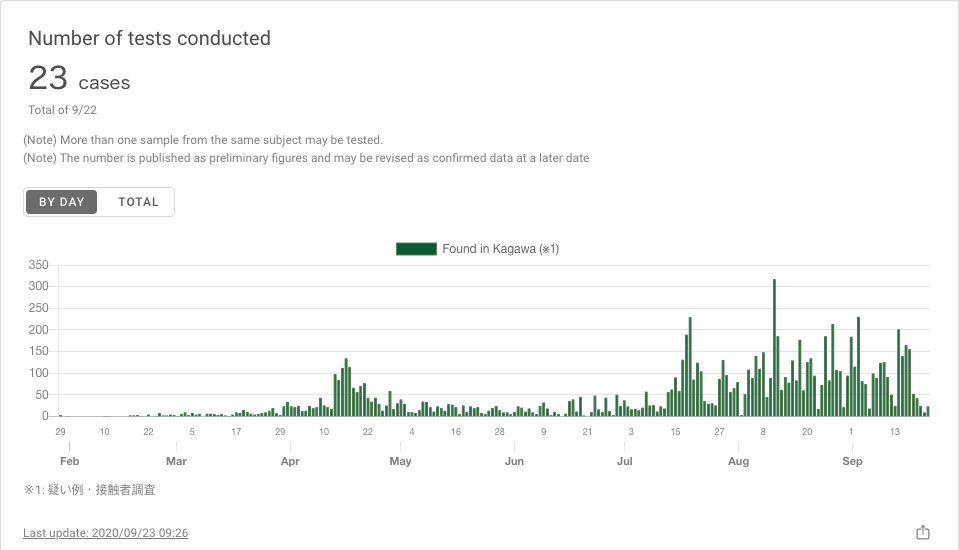 Number of tests conducted
23 cases
Total of 9/22
(Note) More than one sample from the same subject may be tested.
(Note) The number is published as preliminary figures and may be revised as confirmed data at a later date
BY DAY TOTAL
Found in Kagawa (※1)
350
300
250
200
150
100
50
0
29 10 22 5 17 29 10 22 4 16 28 9 21 3 15 27 8 20 1 13
Feb Mar Apr May Jun Jul Aug Sep
※1: 疑い例・接触者調査
Last update: 2020/09/23 09:26